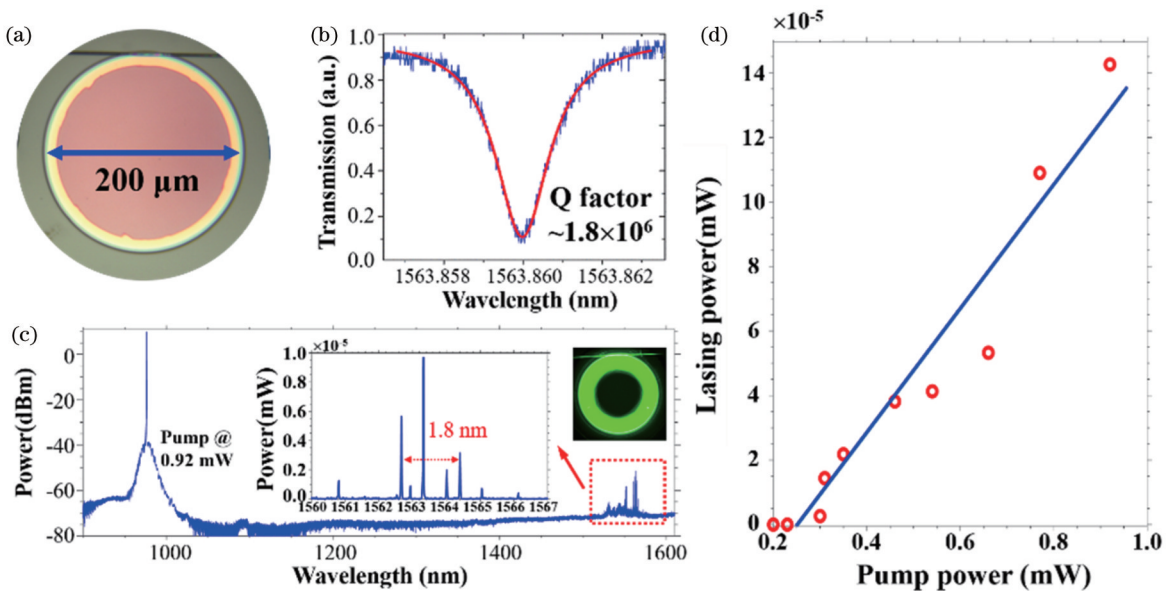 (a)
200 μm
(b)
1.0
0.8
0.6
0.4
0.2
0.0
Transmission (a.u.)
Q factor
~1.8×10⁶
1563.858 1563.860 1563.862
Wavelength (nm)
(c)
0
-20
-40
-60
-80
Power(dBm)
Pump @
0.92 mW
×10⁻⁵
1.0
0.8
0.6
0.4
0.2
0.0
Power(mW)
1.8 nm
1560 1561 1562 1563 1564 1565 1566 1567
1000 1200 1400 1600
Wavelength (nm)
(d)
×10⁻⁵
14
12
10
8
6
4
2
0
Lasing power(mW)
0.2 0.4 0.6 0.8 1.0
Pump power (mW)